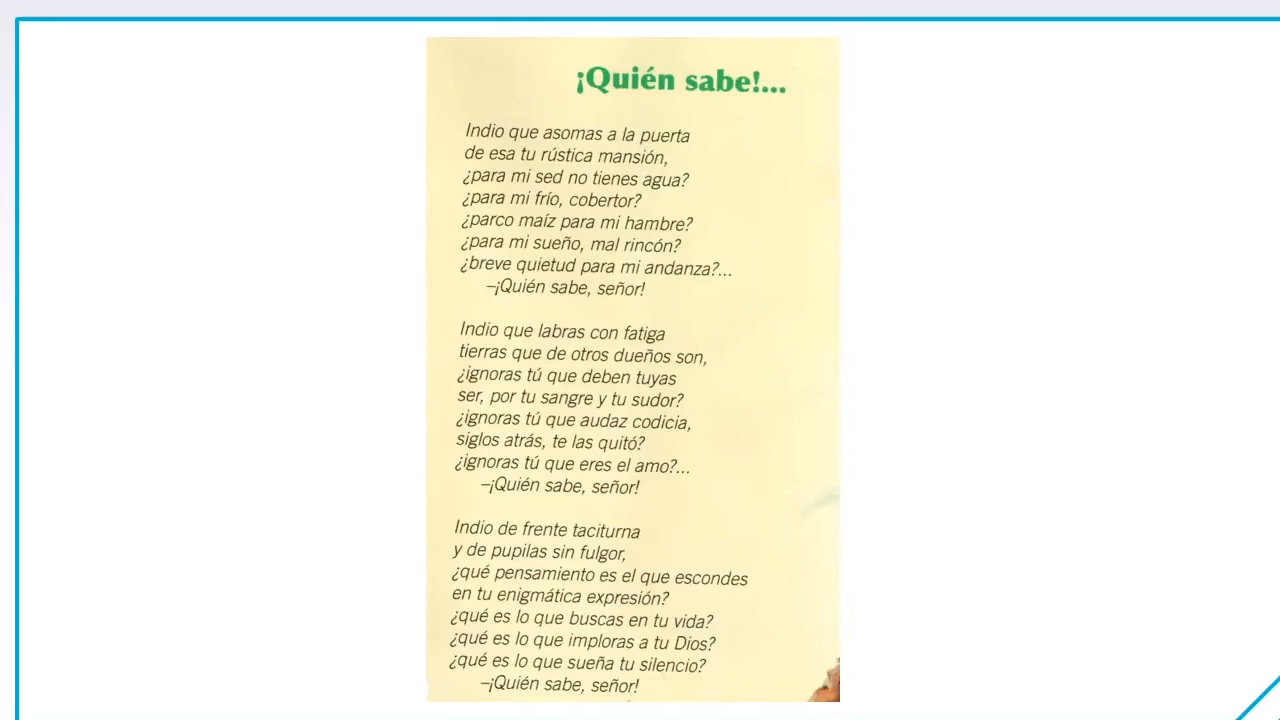 ¡Quién sabe!...
Indio que asomas a la puerta
de esa tu rústica mansión,
¿para mi sed no tienes agua?
¿para mi frío, cobertor?
¿parco maíz para mi hambre?
¿para mi sueño, mal rincón?
¿breve quietud para mi andanza?...
–¡Quién sabe, señor!
Indio que labras con fatiga
tierras que de otros dueños son,
¿ignoras tú que deben tuyas
ser, por tu sangre y tu sudor?
¿ignoras tú que audaz codicia,
siglos atrás, te las quitó?
¿ignoras tú que eres el amo?...
–¡Quién sabe, señor!
Indio de frente taciturna
y de pupilas sin fulgor,
¿qué pensamiento es el que escondes
en tu enigmática expresión?
¿qué es lo que buscas en tu vida?
¿qué es lo que imploras a tu Dios?
¿qué es lo que sueña tu silencio?
–¡Quién sabe, señor!